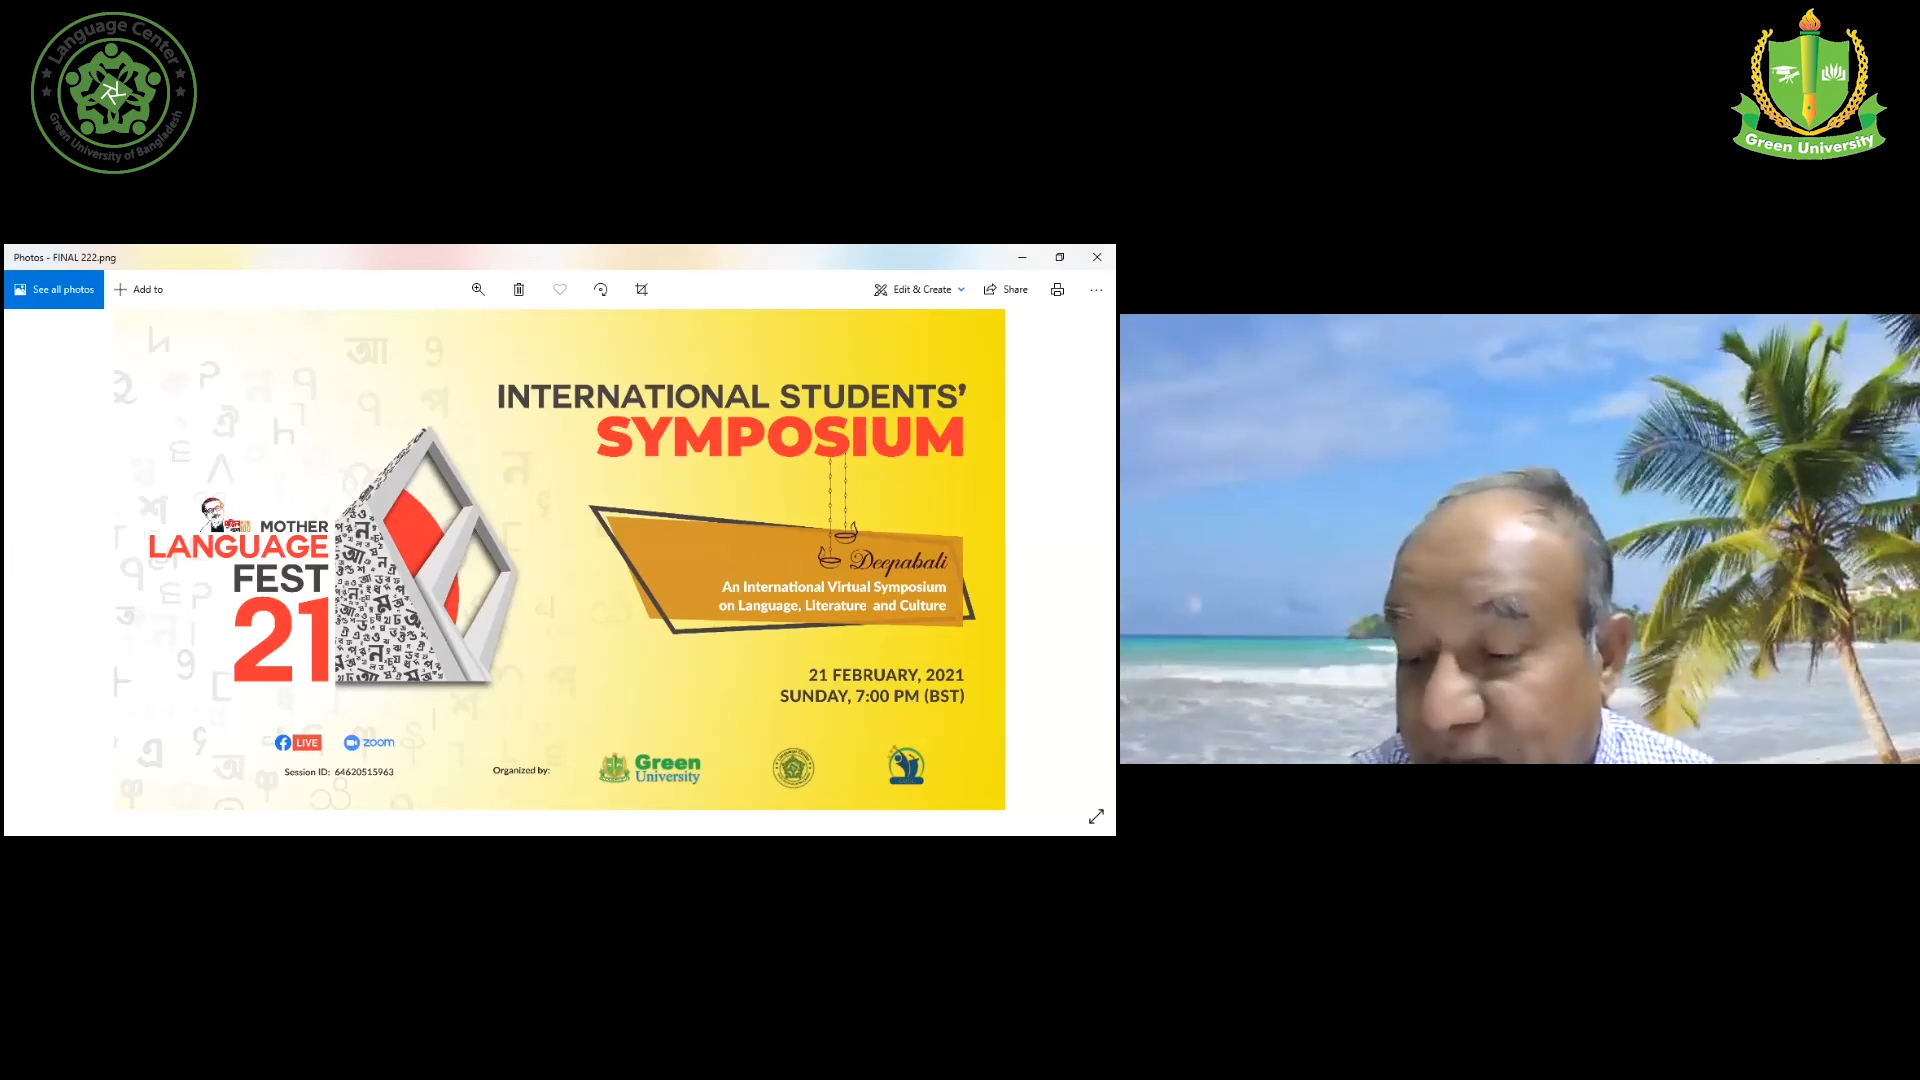 Language Center
Green University of Bangladesh
Green University
Photos - FINAL 222.png
See all photos
Add to
Edit & Create
Share
INTERNATIONAL STUDENTS’
SYMPOSIUM
MOTHER
LANGUAGE
FEST
21
Deepabali
An International Virtual Symposium
on Language, Literature and Culture
21 FEBRUARY, 2021
SUNDAY, 7:00 PM (BST)
LIVE
zoom
Session ID: 64620515963
Organized by:
Green
University